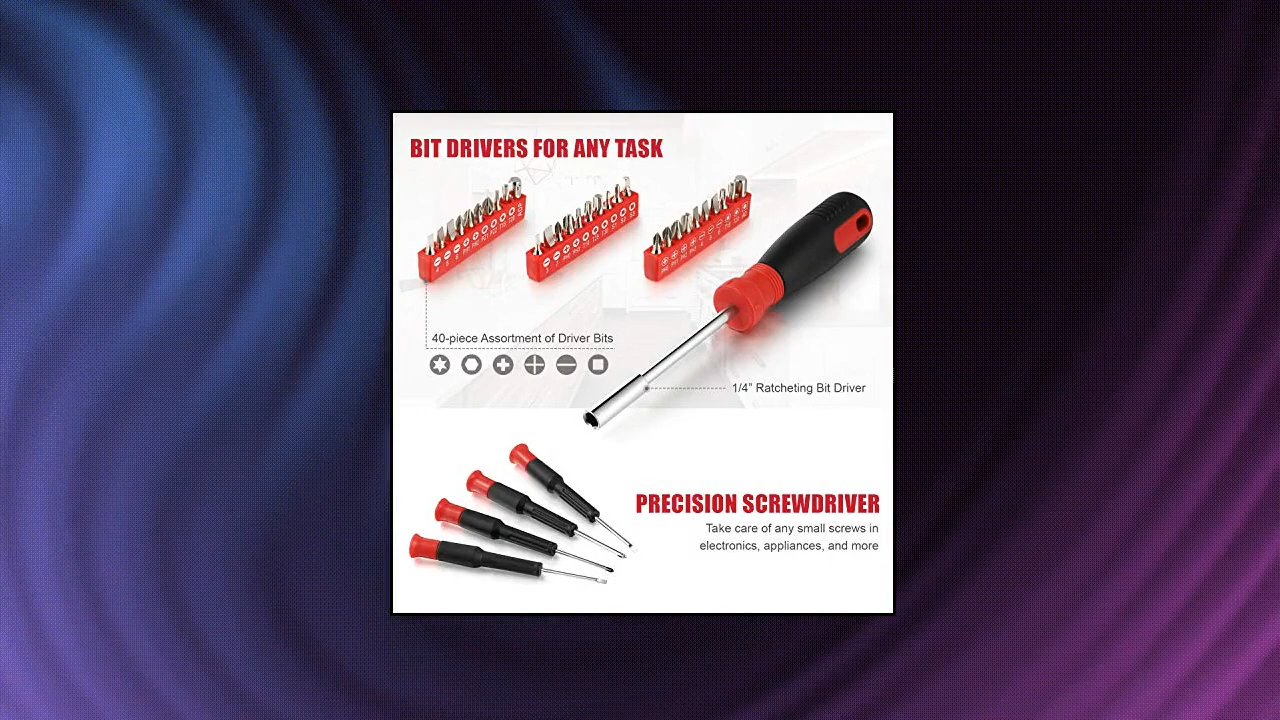 BIT DRIVERS FOR ANY TASK
40-piece Assortment of Driver Bits
1/4” Ratcheting Bit Driver
PRECISION SCREWDRIVER
Take care of any small screws in
electronics, appliances, and more